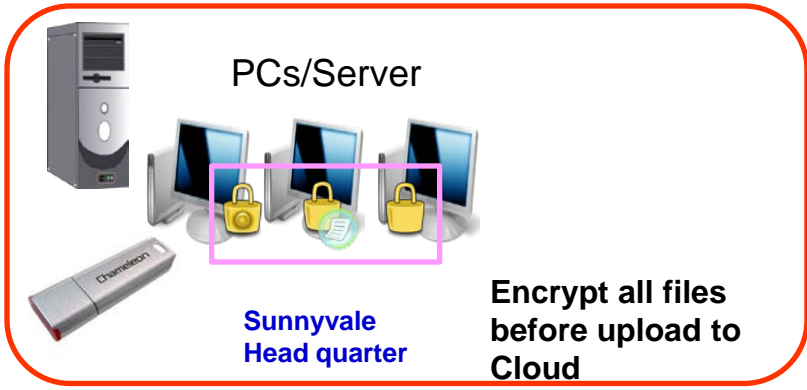 PCs/Server
Chameleon
Sunnyvale
Head quarter
Encrypt all files
before upload to
Cloud